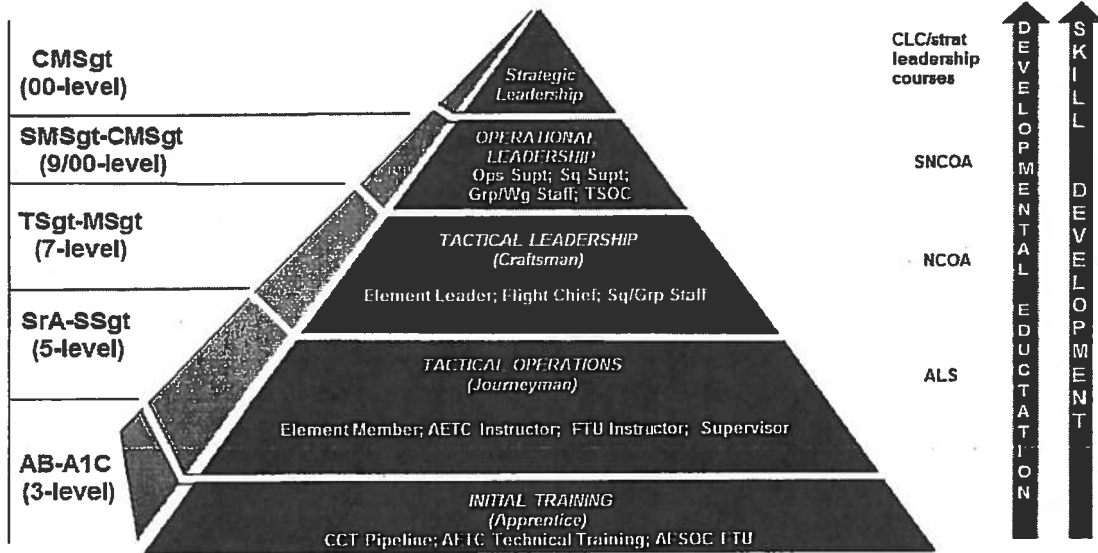 CMSgt
(00-level)
SMSgt-CMSgt
(9/00-level)
TSgt-MSgt
(7-level)
SrA-SSgt
(5-level)
AB-A1C
(3-level)
Strategic
Leadership
OPERATIONAL
LEADERSHIP
Ops Supt; Sq Supt;
Grp/Wg Staff; TSOC
TACTICAL LEADERSHIP
(Craftsman)
Element Leader; Flight Chief; Sq/Grp Staff
TACTICAL OPERATIONS
(Journeyman)
Element Member; AETC Instructor; FTU Instructor; Supervisor
INITIAL TRAINING
(Apprentice)
CCT Pipeline; AETC Technical Training; AFSOC FTU
CLC/strat
leadership
courses
SNCOA
NCOA
ALS
DEVELOPMENTAL EDUCTATION
SKILL DEVELOPMENT